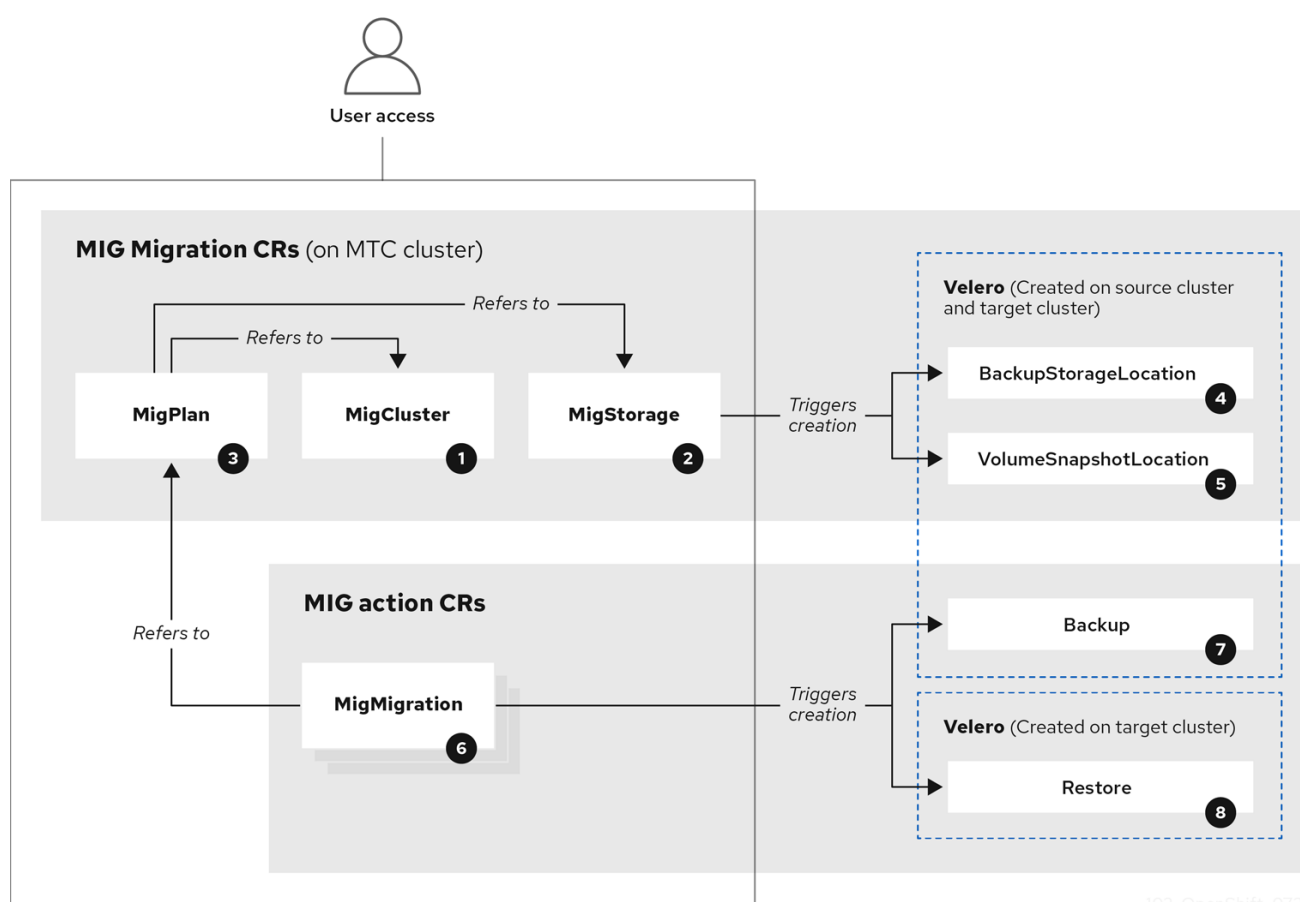 User access
MIG Migration CRs (on MTC cluster)
Refers to
Refers to
MigPlan
3
MigCluster
1
MigStorage
2
Triggers
creation
Velero (Created on source cluster
and target cluster)
BackupStorageLocation
4
VolumeSnapshotLocation
5
Refers to
MIG action CRs
MigMigration
6
Triggers
creation
Backup
7
Velero (Created on target cluster)
Restore
8